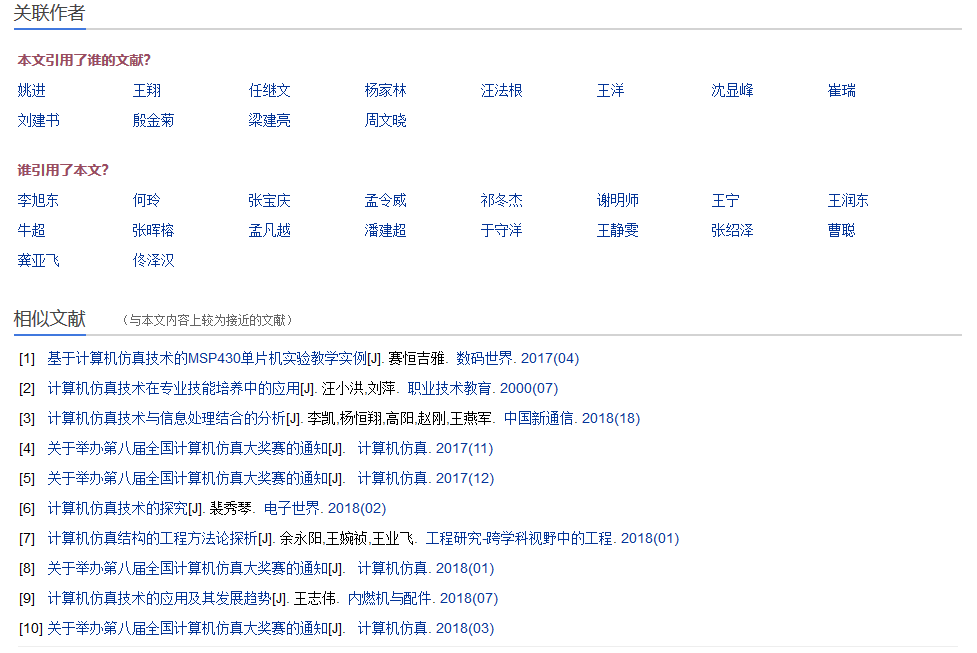 关联作者
本文引用了谁的文献?
姚进 王翔 任继文 杨家林 汪法根 王洋 沈显峰 崔瑞
刘建书 殷金菊 梁建亮 周文晓
谁引用了本文?
李旭东 何玲 张宝庆 孟令威 祁冬杰 谢明师 王宁 王润东
牛超 张晖榕 孟凡越 潘建超 于守洋 王静雯 张绍泽 曹聪
龚亚飞 佟泽汉
相似文献 （与本文内容上较为接近的文献）
[1] 基于计算机仿真技术的MSP430单片机实验教学实例[J]. 赛恒吉雅. 数码世界. 2017(04)
[2] 计算机仿真技术在专业技能培养中的应用[J]. 汪小洪,刘萍. 职业技术教育. 2000(07)
[3] 计算机仿真技术与信息处理结合的分析[J]. 李凯,杨恒翔,高阳,赵刚,王燕军. 中国新通信. 2018(18)
[4] 关于举办第八届全国计算机仿真大奖赛的通知[J]. 计算机仿真. 2017(11)
[5] 关于举办第八届全国计算机仿真大奖赛的通知[J]. 计算机仿真. 2017(12)
[6] 计算机仿真技术的探究[J]. 裴秀琴. 电子世界. 2018(02)
[7] 计算机仿真结构的工程方法论探析[J]. 余永阳,王婉祯,王业飞. 工程研究-跨学科视野中的工程. 2018(01)
[8] 关于举办第八届全国计算机仿真大奖赛的通知[J]. 计算机仿真. 2018(01)
[9] 计算机仿真技术的应用及其发展趋势[J]. 王志伟. 内燃机与配件. 2018(07)
[10] 关于举办第八届全国计算机仿真大奖赛的通知[J]. 计算机仿真. 2018(03)